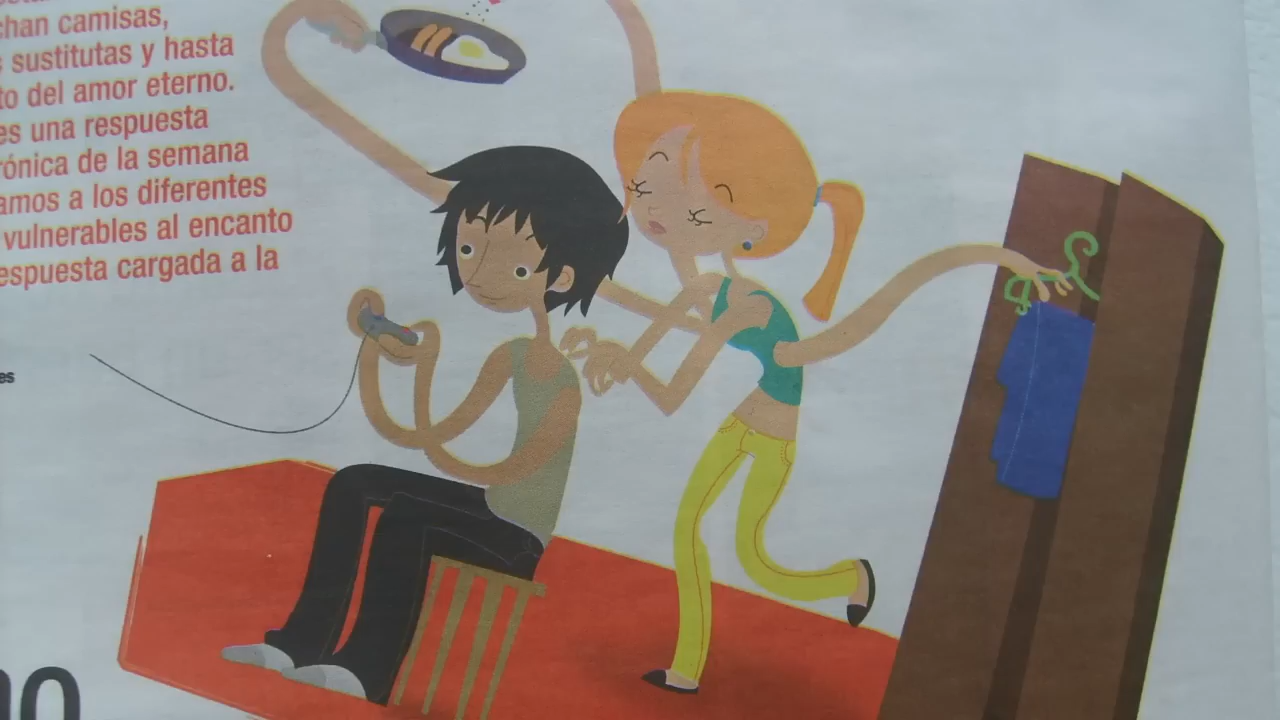 chan camisas,
sustitutas y hasta
to del amor eterno.
es una respuesta
rónica de la semana
amos a los diferentes
vulnerables al encanto
espuesta cargada a la
es